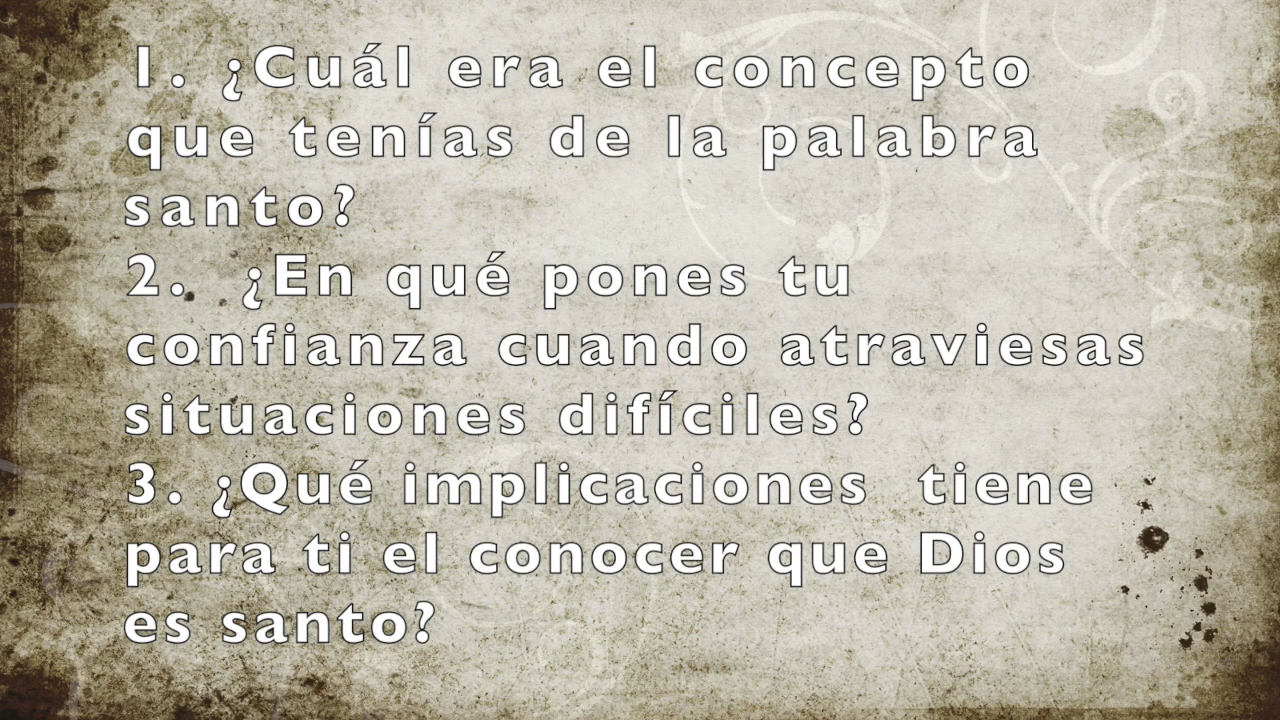 1. ¿Cuál era el concepto
que tenías de la palabra
santo?
2.  ¿En qué pones tu
confianza cuando atraviesas
situaciones difíciles?
3. ¿Qué implicaciones  tiene
para ti el conocer que Dios
es santo?